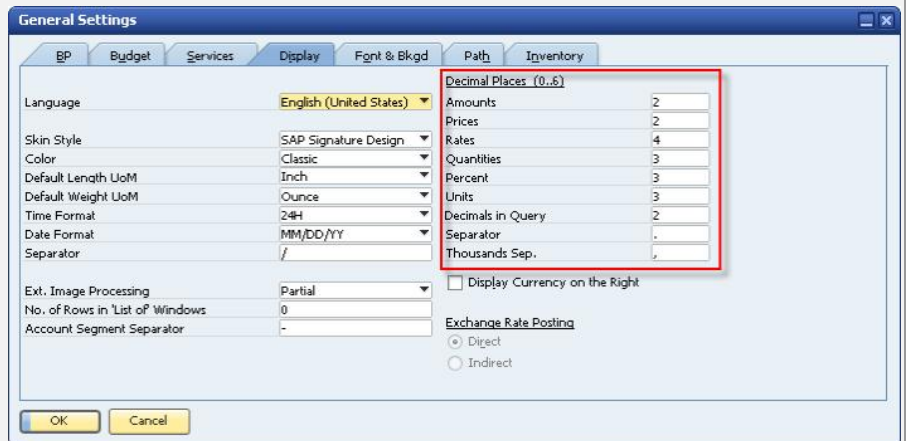 General Settings
BP Budget Services Display Font & Bkgd Path Inventory
Decimal Places (0..6)
Language English (United States) Amounts 2
Prices 2
Skin Style SAP Signature Design Rates 4
Color Classic Quantities 3
Default Length UoM Inch Percent 3
Default Weight UoM Ounce Units 3
Time Format 24H Decimals in Query 2
Date Format MM/DD/YY Separator .
Separator / Thousands Sep. ,
Display Currency on the Right
Ext. Image Processing Partial
No. of Rows in 'List of' Windows 0
Account Segment Separator - Exchange Rate Posting
Direct
Indirect
OK Cancel